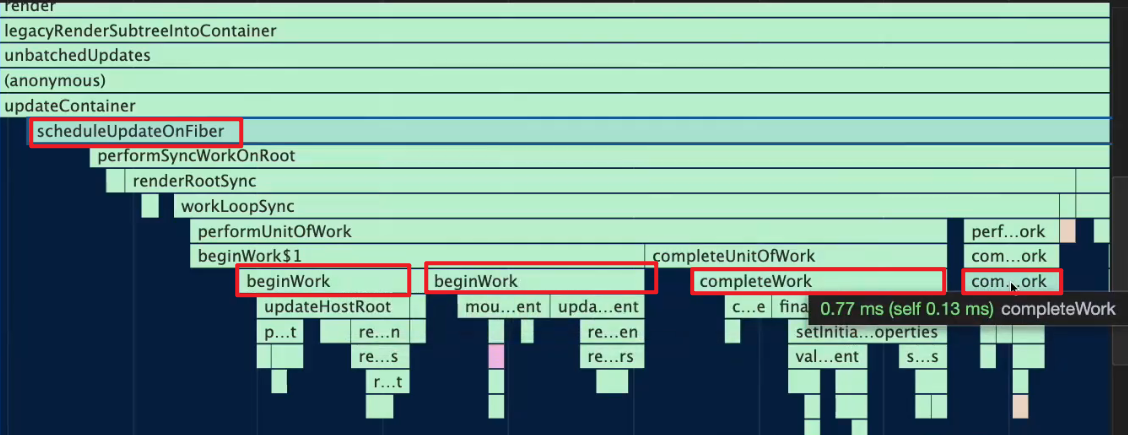 render
legacyRenderSubtreeIntoContainer
unbatchedUpdates
(anonymous)
updateContainer
scheduleUpdateOnFiber
performSyncWorkOnRoot
renderRootSync
workLoopSync
performUnitOfWork perf…ork
beginWork$1 completeUnitOfWork com…ork
beginWork beginWork completeWork com…ork
updateHostRoot mou…ent upda…ent c…e fina
0.77 ms (self 0.13 ms) completeWork
p…t re…n re…en setInitia…operties
re…s re…rs val…ent s…s
r…t